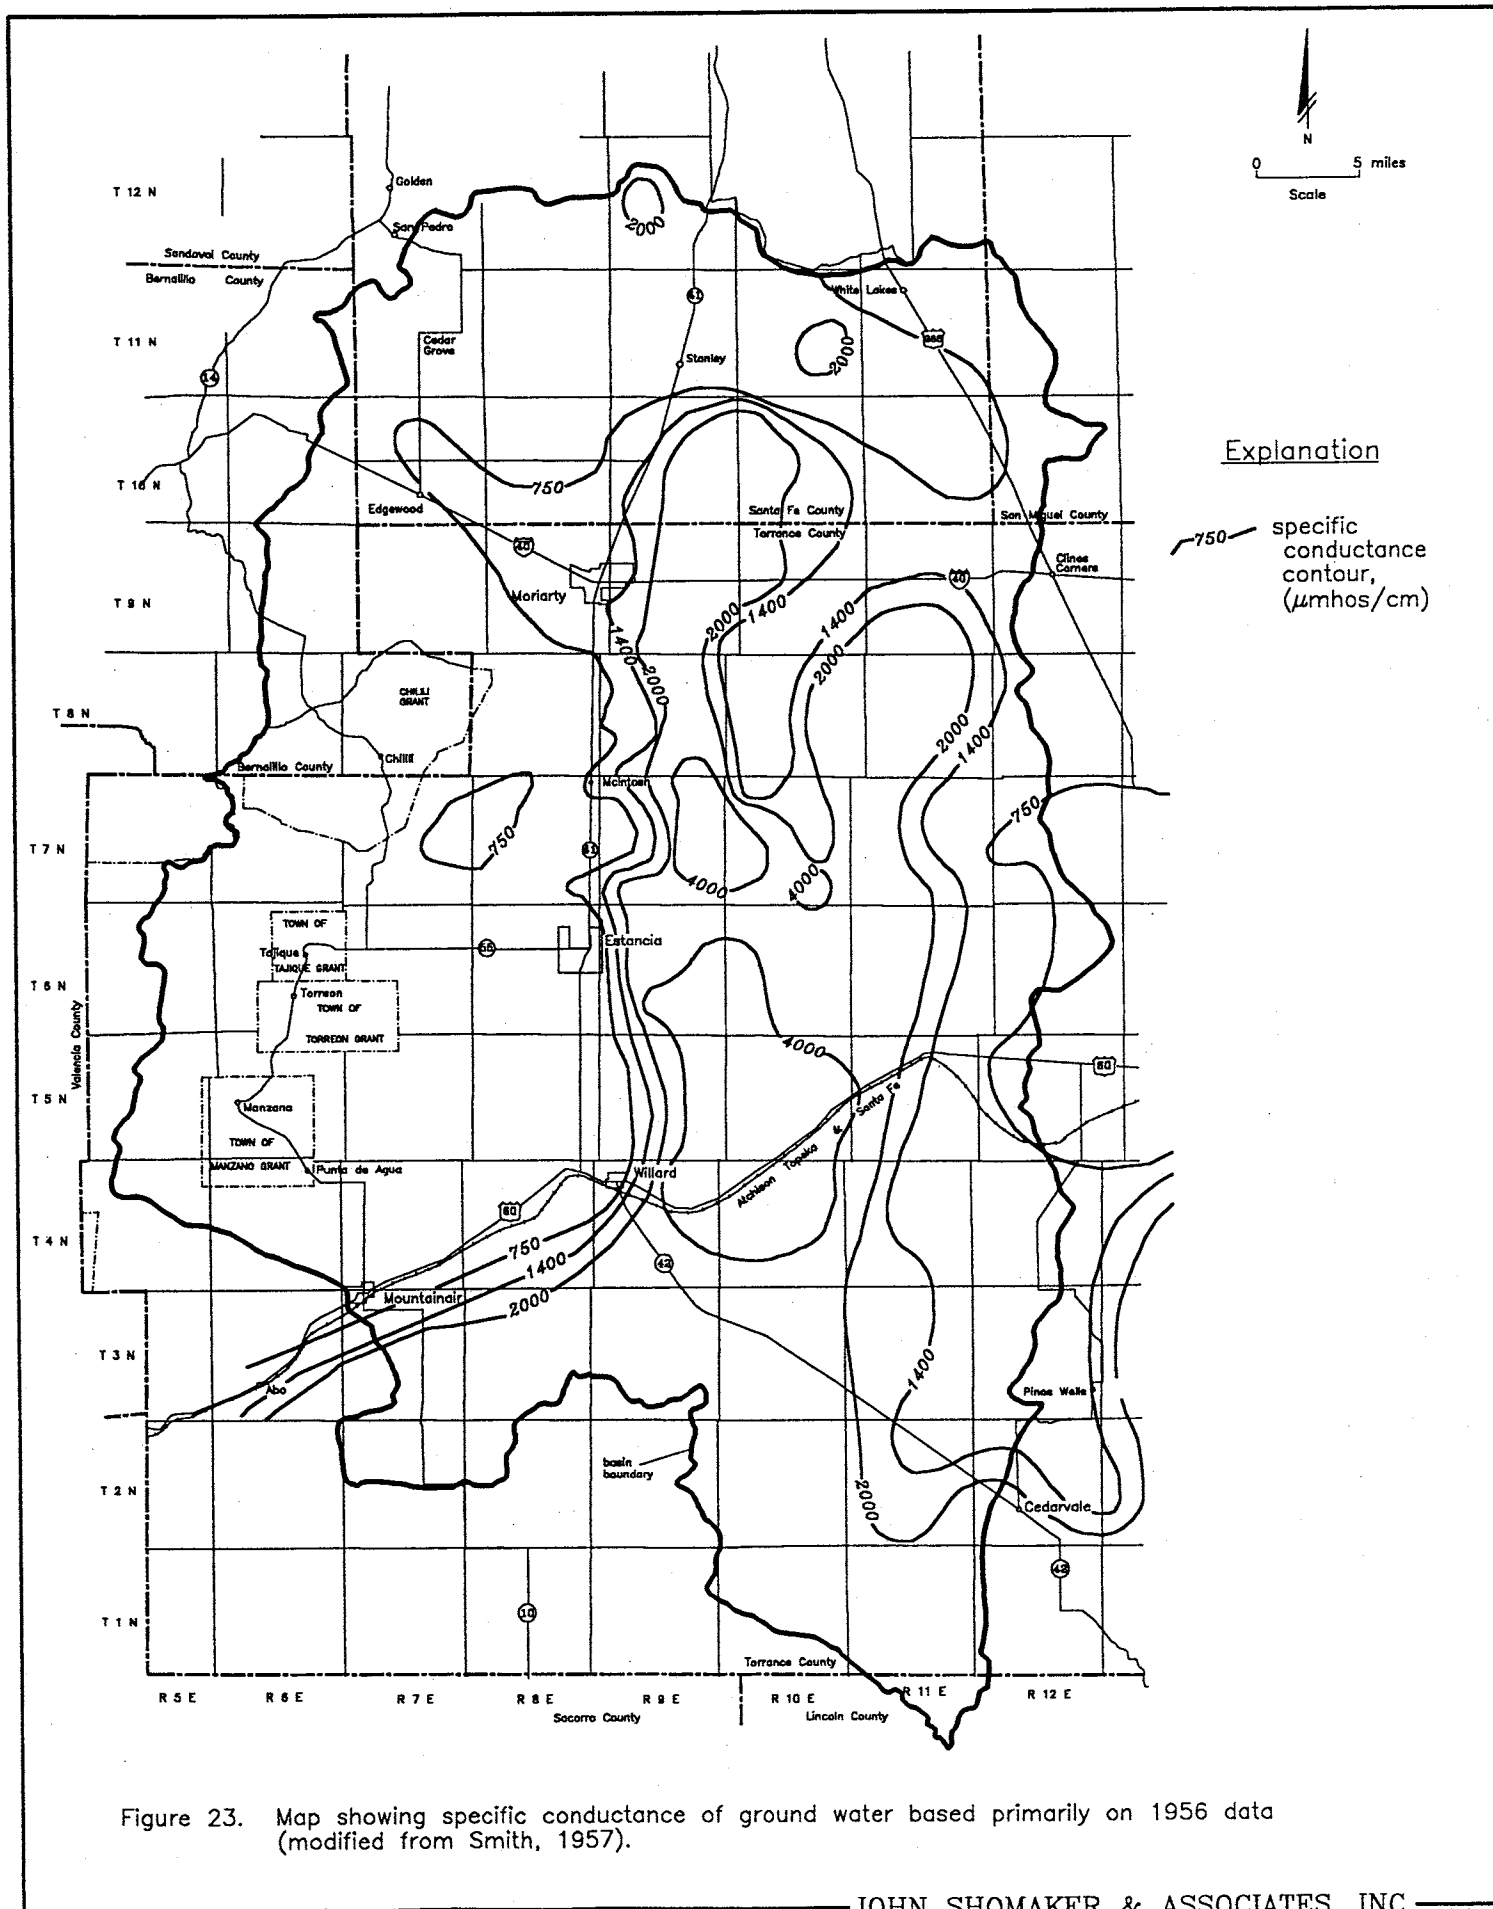 N
0 5 miles
Scale
T 12 N
Golden
San Pedro
2000
Sandoval County
Bernalillo County
White Lakes
41
285
T 11 N
Cedar
Grove
Stanley
2000
14
Explanation
750 specific
conductance
contour,
(μmhos/cm)
T 10 N
750
Edgewood
Santa Fe County
Torrance County
San Miguel County
40
Clines
Corners
40
Moriarty
T 9 N
2000
1400
1400
1400
2000
2000
CHILILI
GRANT
T 8 N
2000
1400
Chilili
Bernalillo County
McIntosh
750
750
T 7 N
41
4000
4000
TOWN OF
Tajique
TAJIQUE GRANT
55
Estancia
T 6 N
Torreon
TOWN OF
TORREON GRANT
Valencia County
4000
60
T 5 N
Manzano
Atchison Topeka & Santa Fe
TOWN OF
MANZANO GRANT
Punta de Agua
Willard
60
T 4 N
750
1400
2000
42
Mountainair
T 3 N
1400
Abo
Pinos Wells
basin
boundary
T 2 N
2000
Cedarvale
42
T 1 N
10
Torrance County
R 5 E R 6 E R 7 E R 8 E R 9 E R 10 E R 11 E R 12 E
Socorro County Lincoln County
Figure 23. Map showing specific conductance of ground water based primarily on 1956 data
(modified from Smith, 1957).
JOHN SHOMAKER & ASSOCIATES, INC